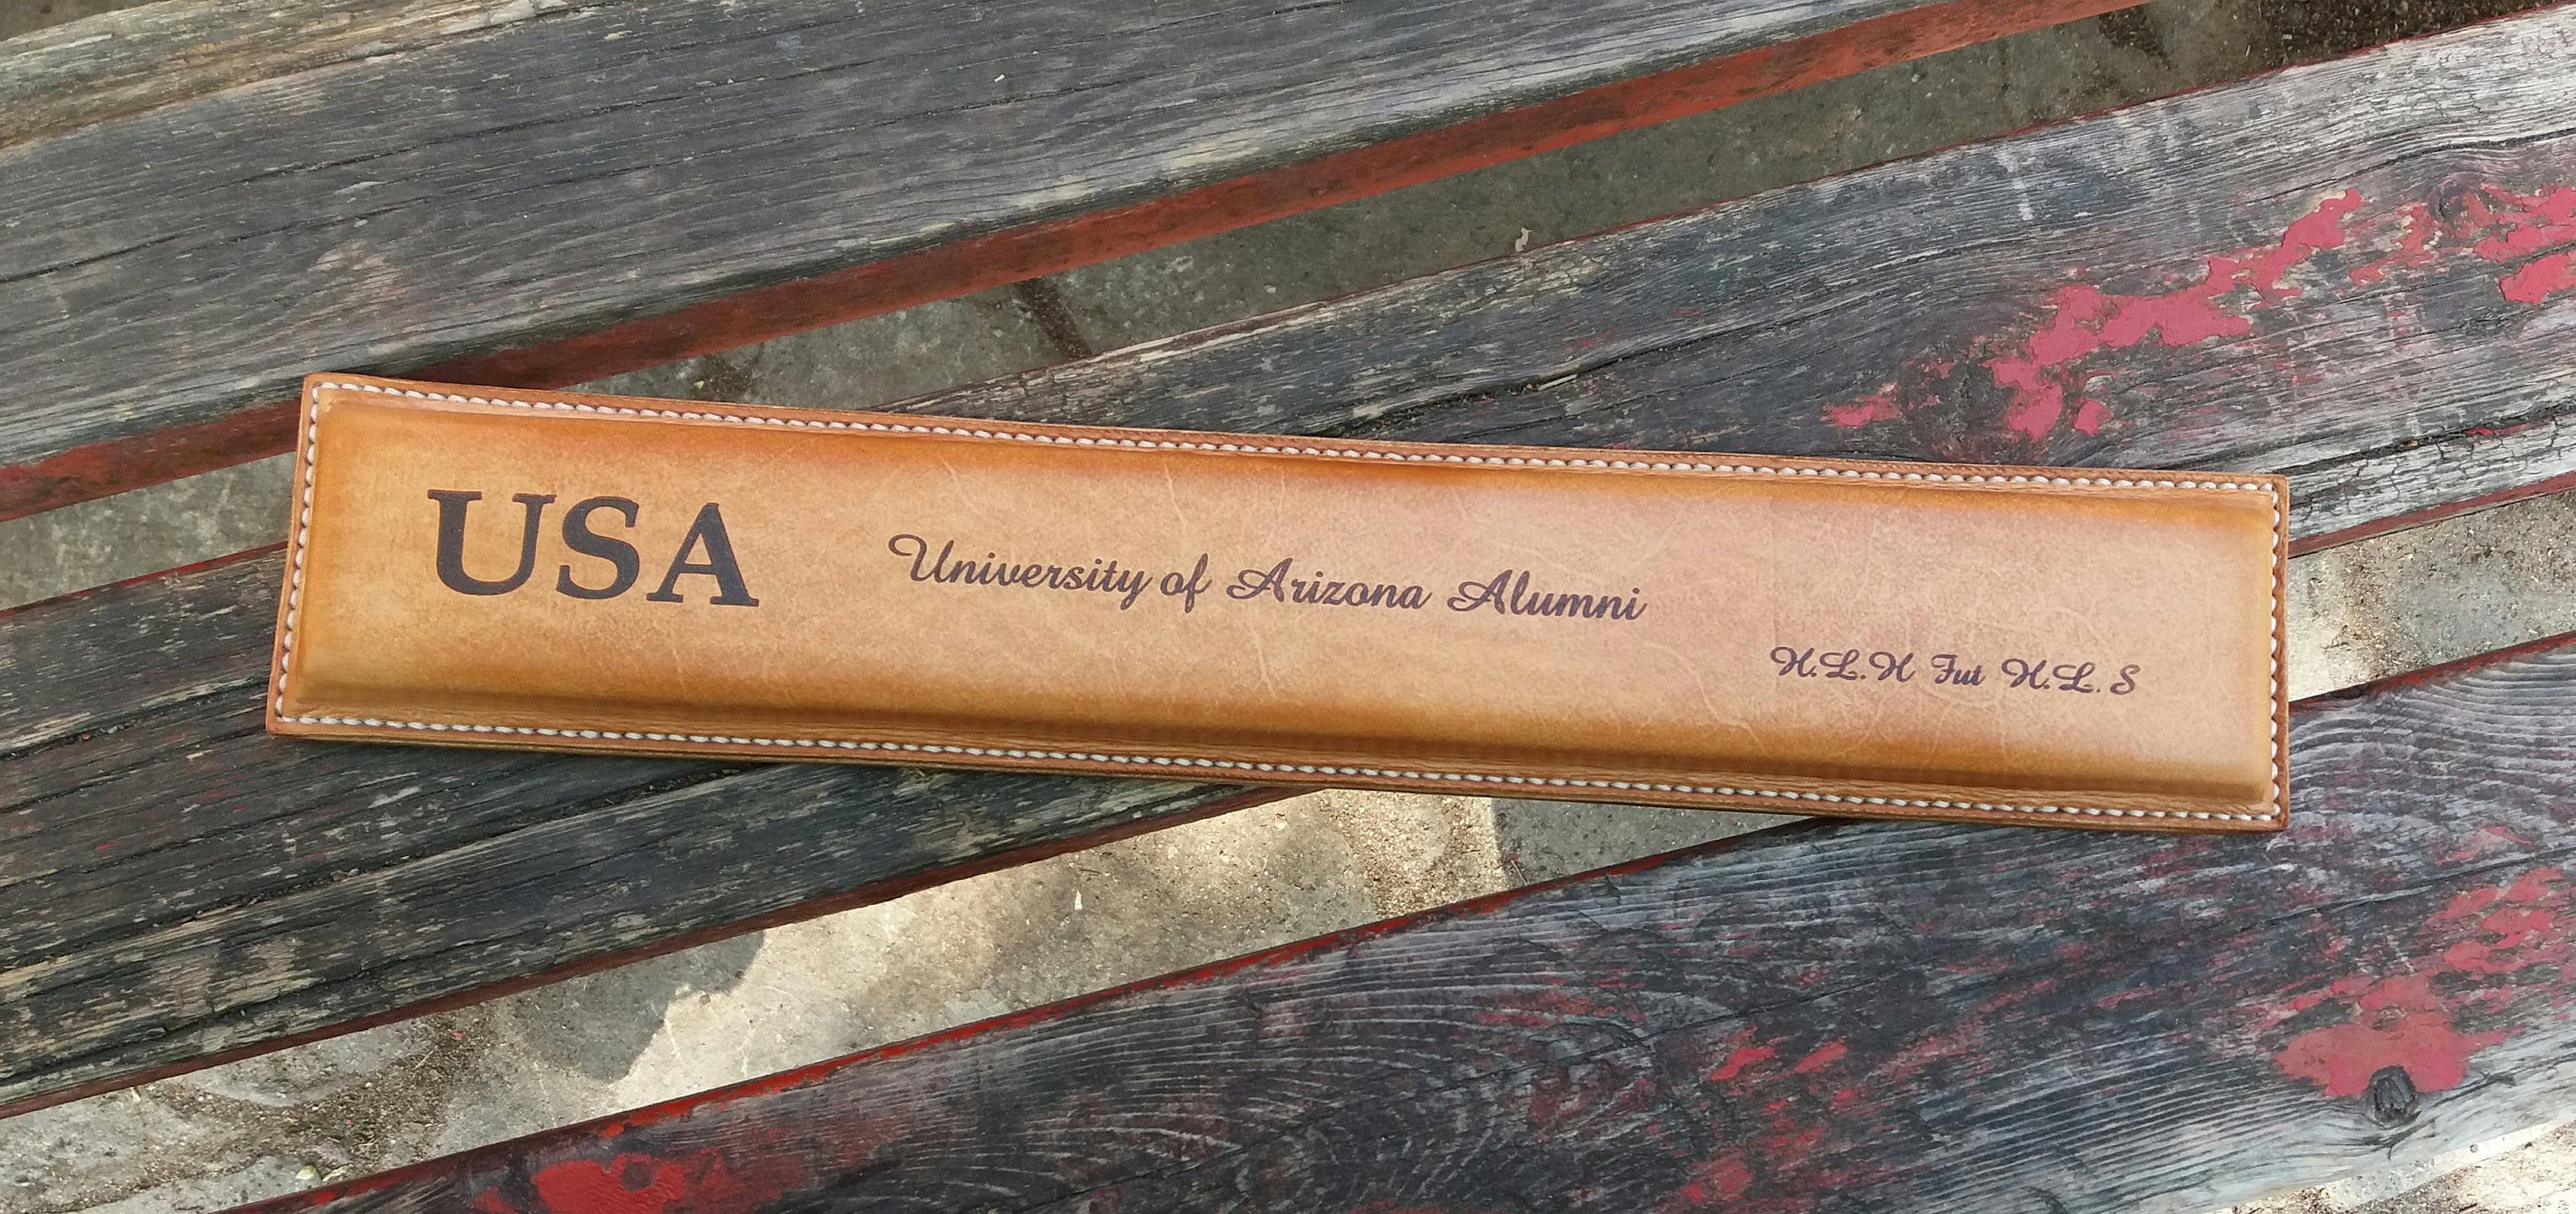 USA
University of Arizona Alumni
H.L.H Fut H.L.S